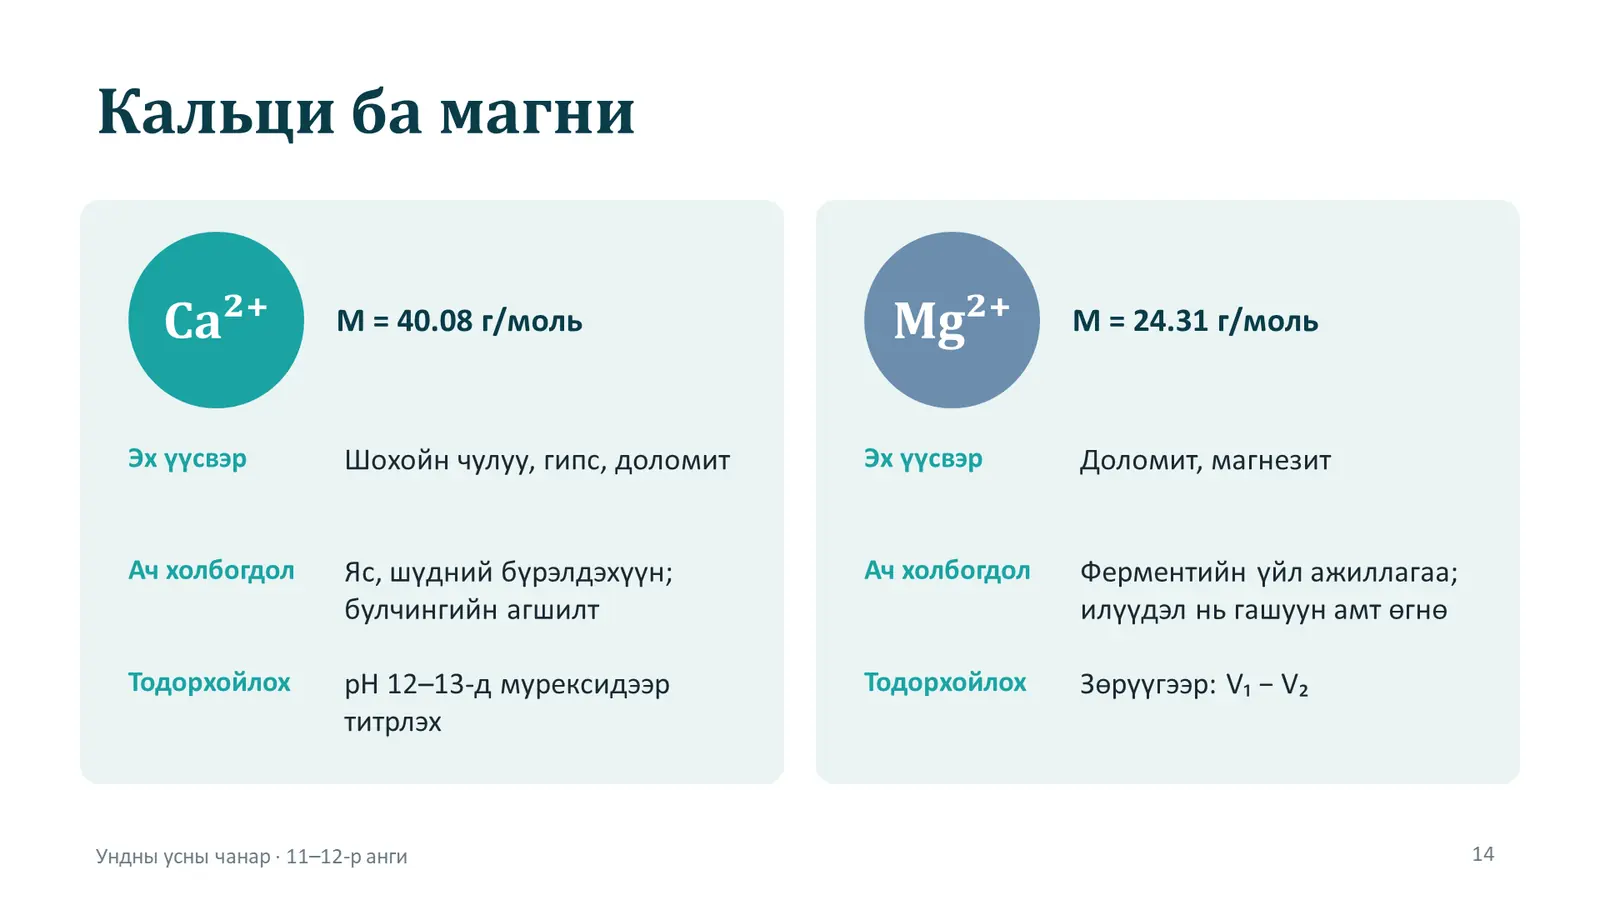 Кальци ба магни
Ca²⁺
M = 40.08 г/моль
Эх үүсвэр
Шохойн чулуу, гипс, доломит
Ач холбогдол
Яс, шүдний бүрэлдэхүүн;
булчингийн агшилт
Тодорхойлох
pH 12–13-д мурексидээр
титрлэх
Mg²⁺
M = 24.31 г/моль
Эх үүсвэр
Доломит, магнезит
Ач холбогдол
Ферментийн үйл ажиллагаа;
илүүдэл нь гашуун амт өгнө
Тодорхойлох
Зөрүүгээр: V₁ − V₂
Ундны усны чанар · 11–12-р анги
14